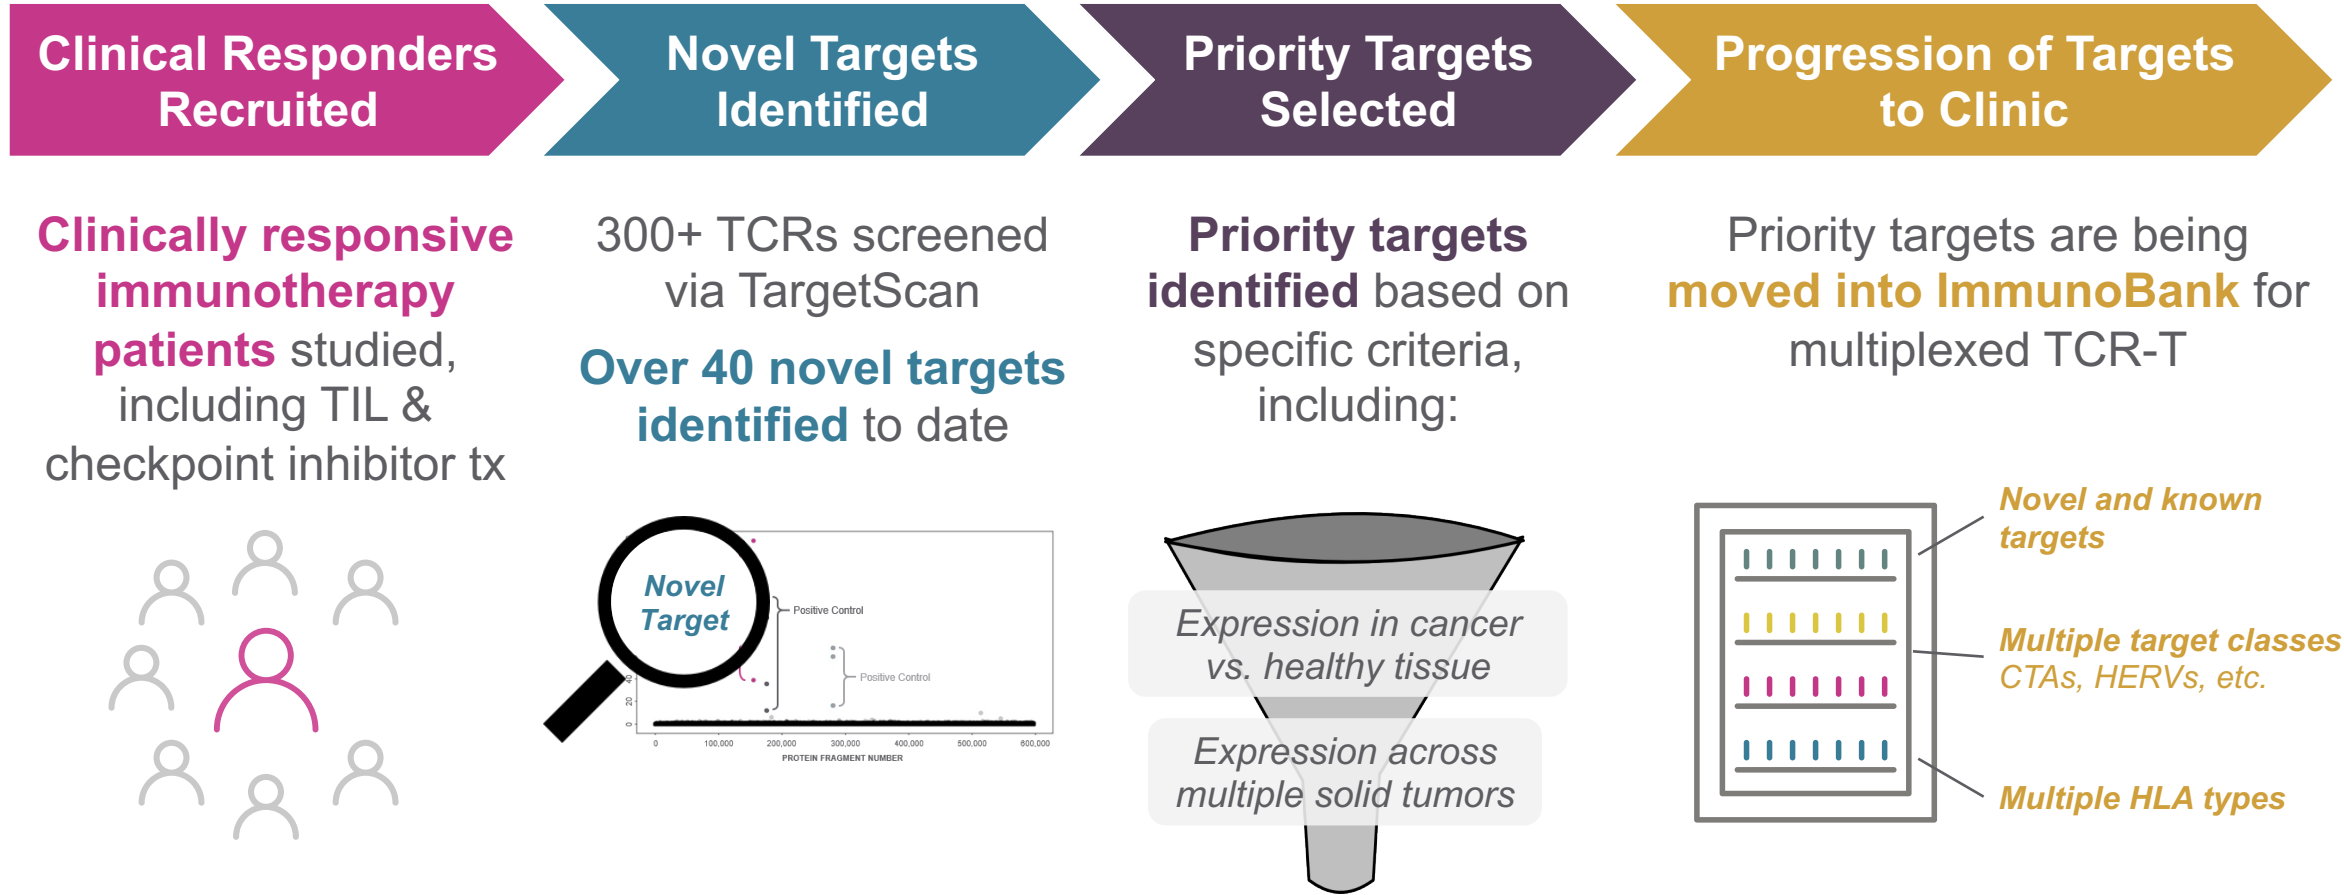 Clinical Responders
Recruited
Novel Targets
Identified
Priority Targets
Selected
Progression of Targets
to Clinic
Clinically responsive
immunotherapy
patients studied,
including TIL &
checkpoint inhibitor tx
300+ TCRs screened
via TargetScan
Over 40 novel targets
identified to date
Novel
Target
Positive Control
Positive Control
40
20
0
0
100,000
200,000
300,000
400,000
500,000
600,000
PROTEIN FRAGMENT NUMBER
Priority targets
identified based on
specific criteria,
including:
Expression in cancer
vs. healthy tissue
Expression across
multiple solid tumors
Priority targets are being
moved into ImmunoBank for
multiplexed TCR-T
Novel and known
targets
Multiple target classes
CTAs, HERVs, etc.
Multiple HLA types